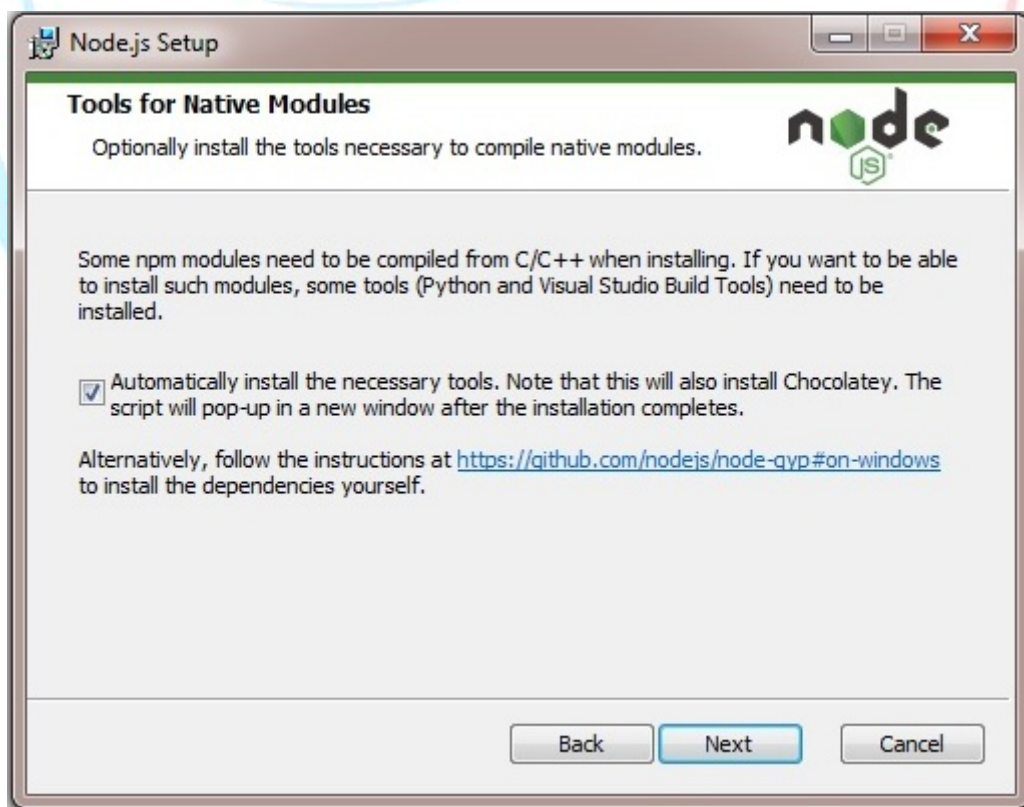 Node.js Setup
Tools for Native Modules
Optionally install the tools necessary to compile native modules.
node
JS
Some npm modules need to be compiled from C/C++ when installing. If you want to be able
to install such modules, some tools (Python and Visual Studio Build Tools) need to be
installed.
Automatically install the necessary tools. Note that this will also install Chocolatey. The
script will pop-up in a new window after the installation completes.
Alternatively, follow the instructions at https://github.com/nodejs/node-gyp#on-windows
to install the dependencies yourself.
Back Next Cancel